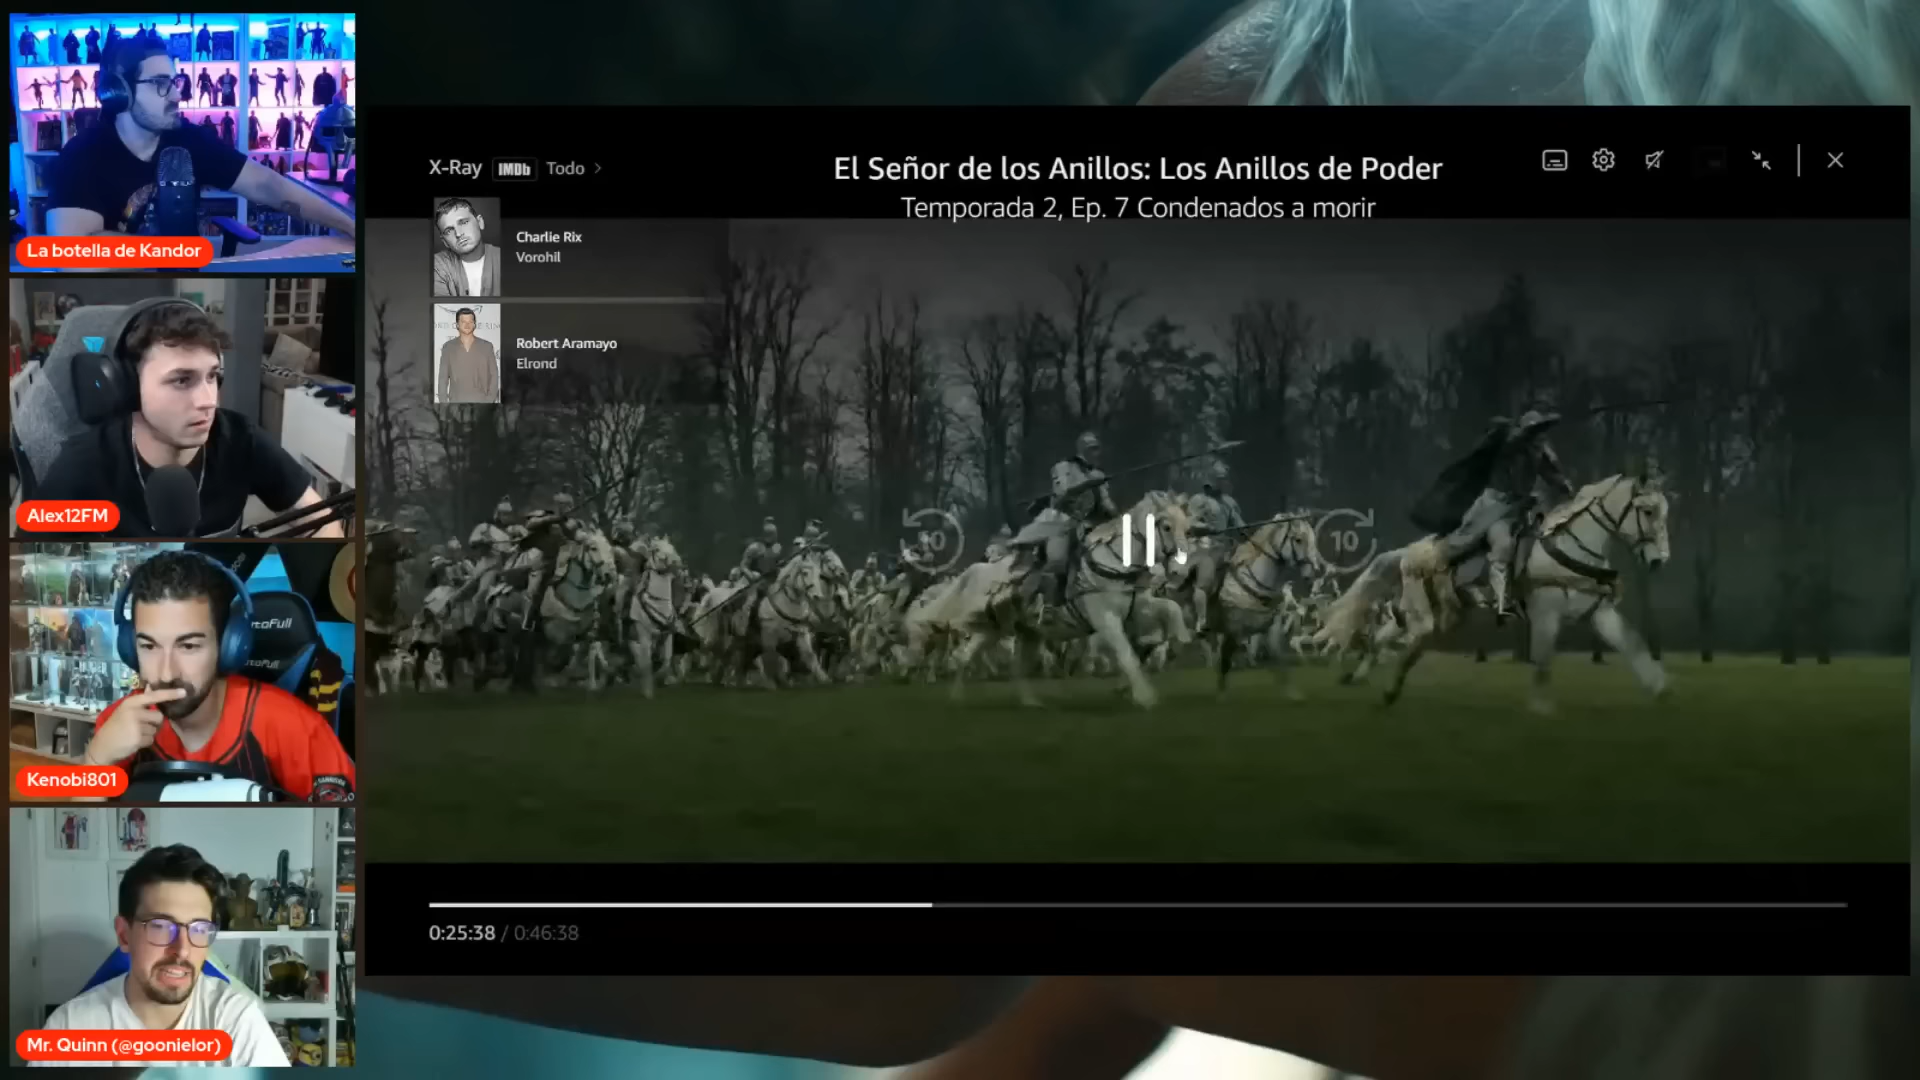 La botella de Kandor
Alex12FM
Kenobi801
Mr. Quinn (@goonielor)
X-Ray IMDb Todo
El Señor de los Anillos: Los Anillos de Poder
Temporada 2, Ep. 7 Condenados a morir
Charlie Rix
Vorohil
Robert Aramayo
Elrond
10
10
0:25:38 / 0:46:38